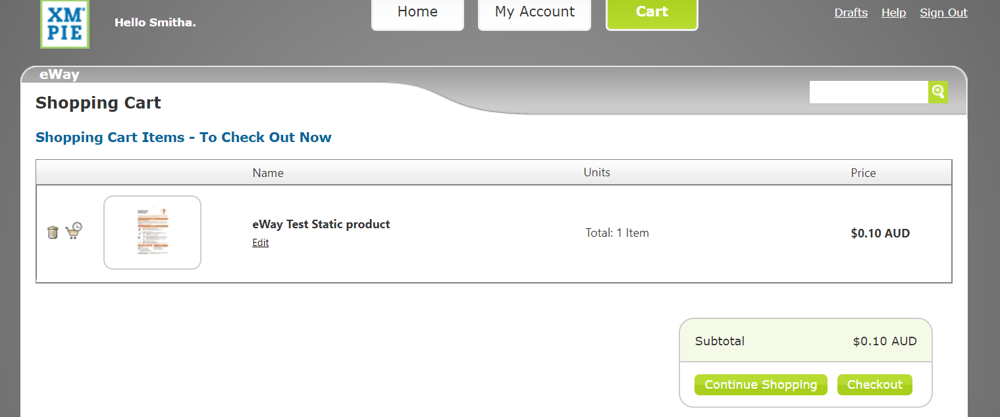 XM
PIE
Hello Smitha.
Home
My Account
Cart
Drafts
Help
Sign Out
eWay
Shopping Cart
Shopping Cart Items - To Check Out Now
Name
Units
Price
eWay Test Static product
Edit
Total: 1 Item
$0.10 AUD
Subtotal
$0.10 AUD
Continue Shopping
Checkout